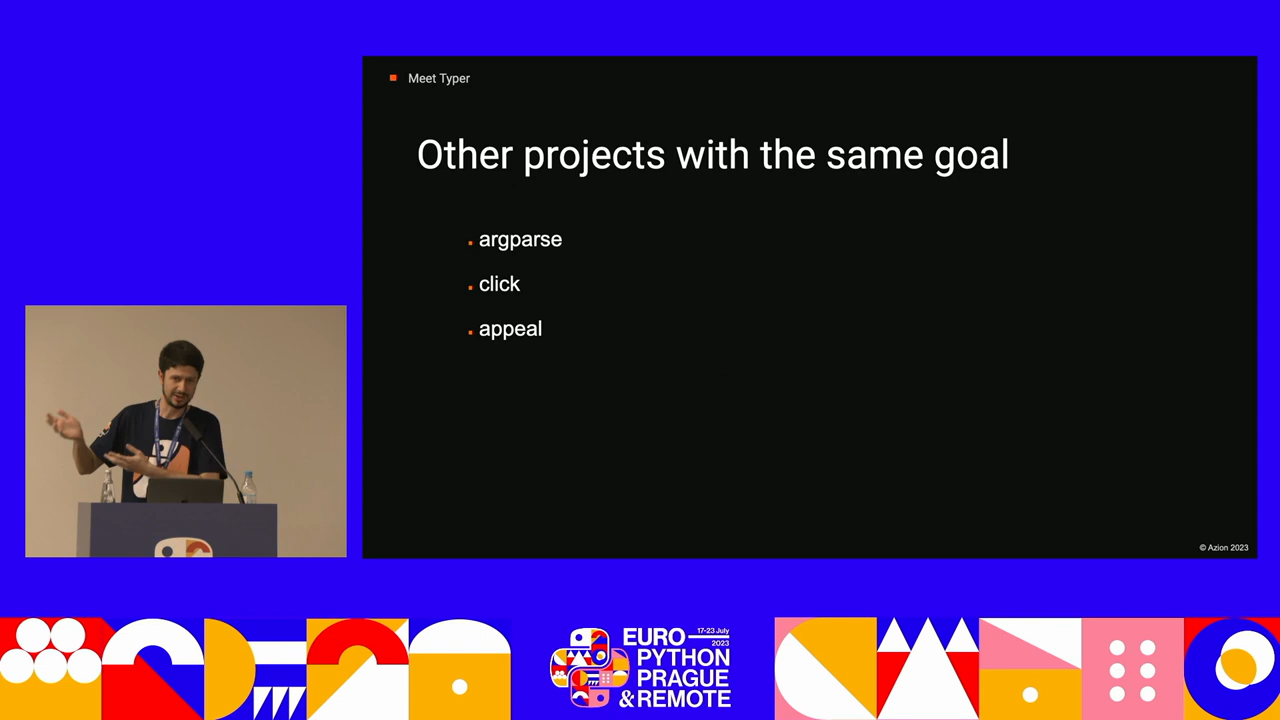 Meet Typer
Other projects with the same goal
argparse
click
appeal
© Azion 2023
EURO
17-23 July
2023
PYTHON
PRAGUE
& REMOTE